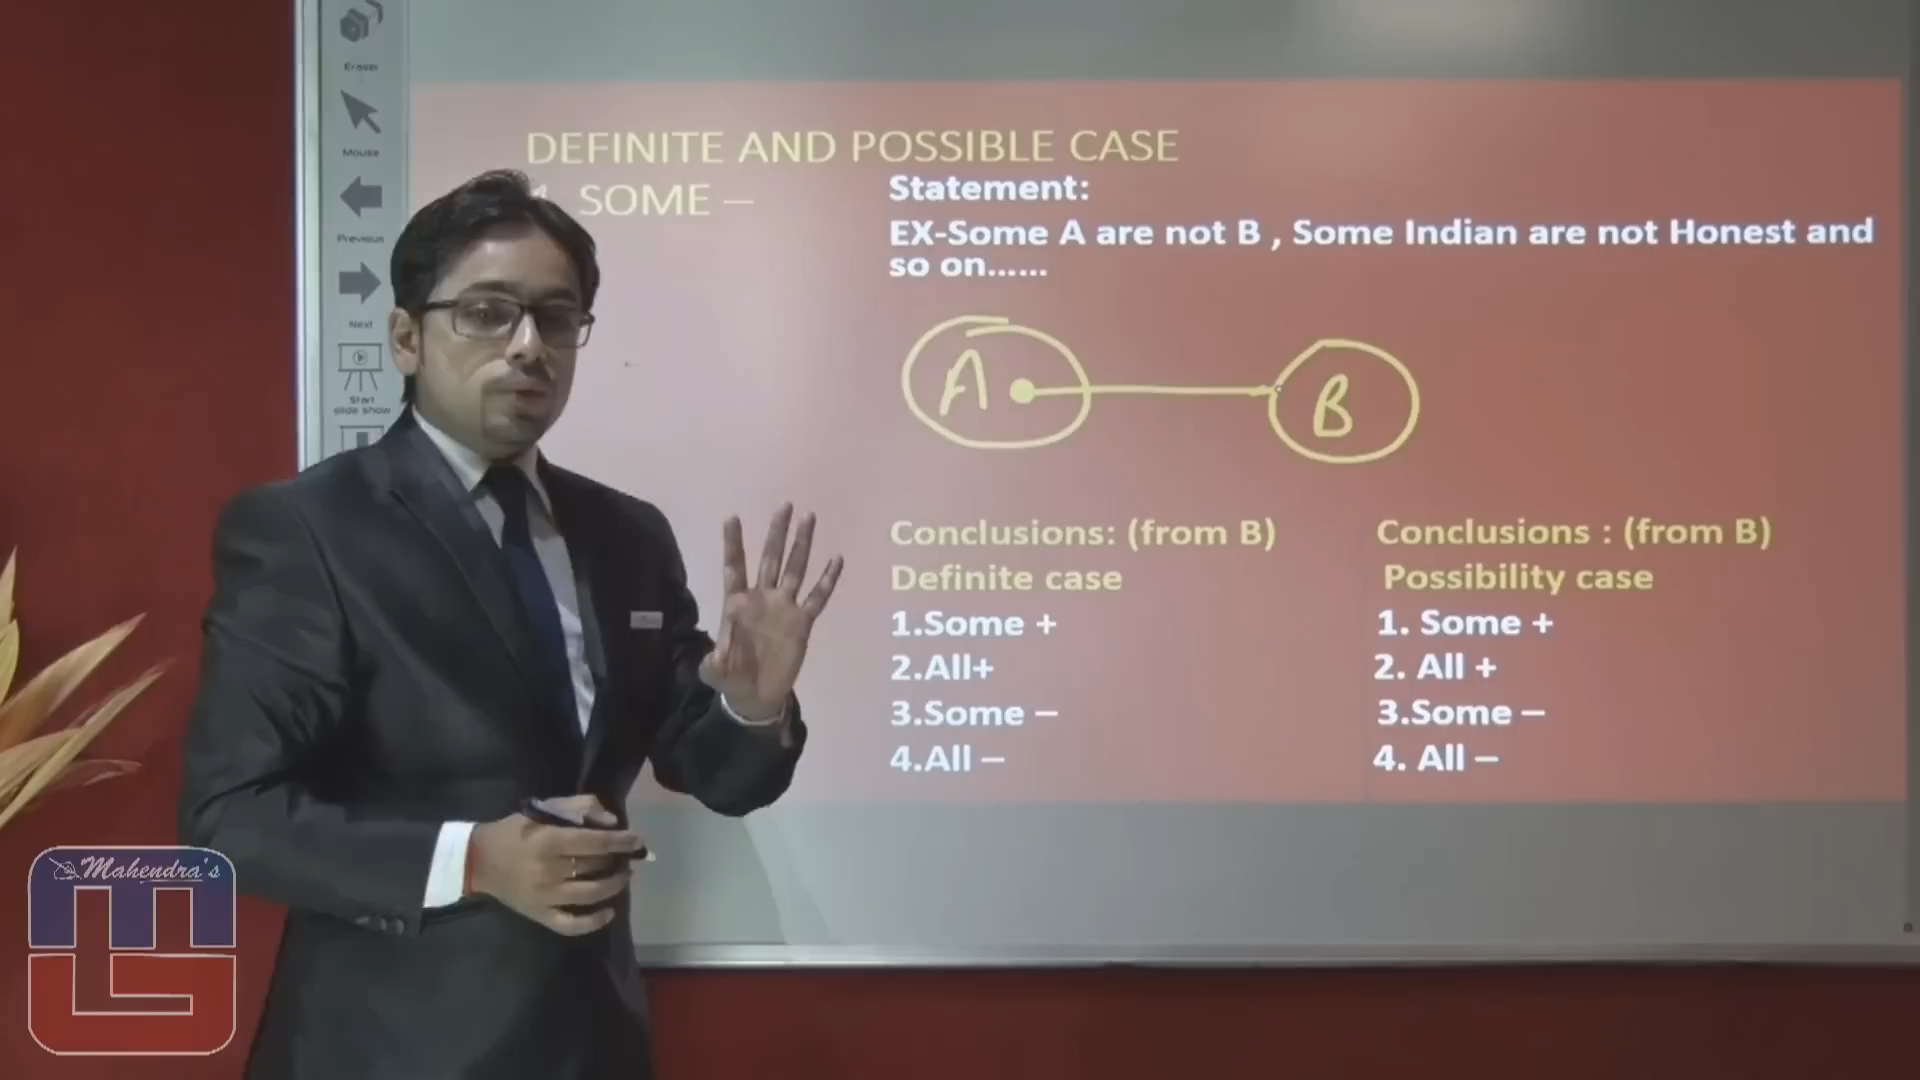 Eraser
Mouse
Previous
Next
Start
slide show
DEFINITE AND POSSIBLE CASE
SOME –
Statement:
EX-Some A are not B , Some Indian are not Honest and
so on......
A
B
Conclusions: (from B)
Definite case
1.Some +
2.All+
3.Some –
4.All –
Conclusions : (from B)
Possibility case
1. Some +
2. All +
3.Some –
4. All –
Mahendra's